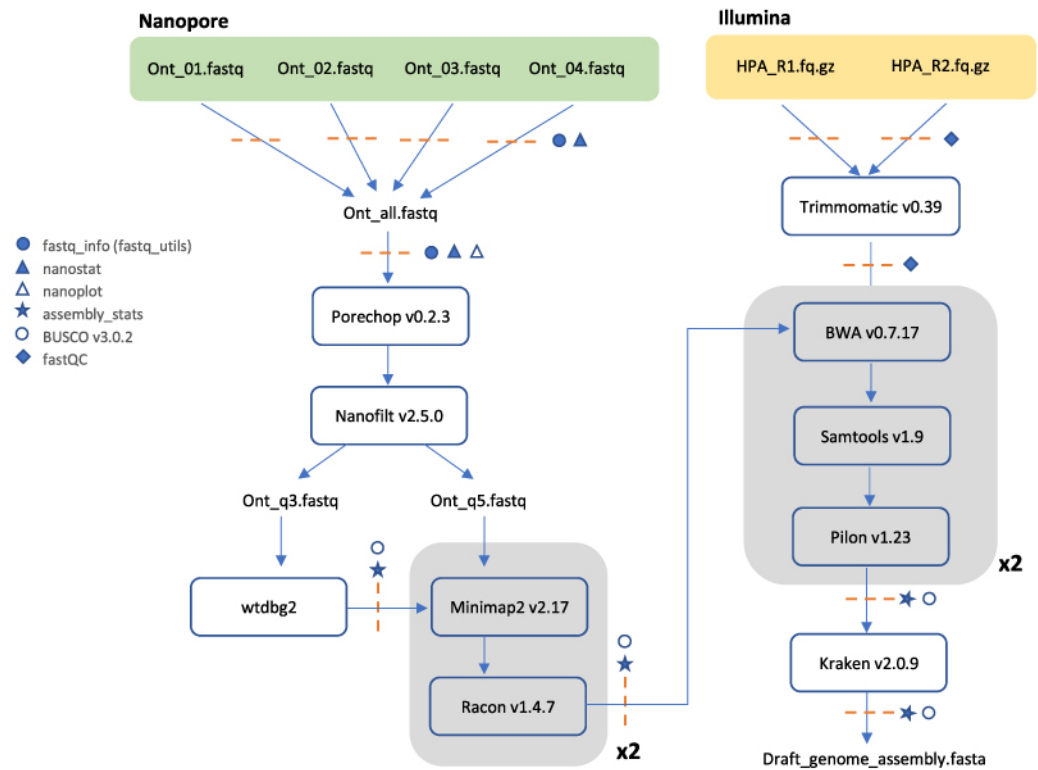 Nanopore
Illumina
Ont_01.fastq Ont_02.fastq Ont_03.fastq Ont_04.fastq
HPA_R1.fq.gz HPA_R2.fq.gz
Ont_all.fastq
Trimmomatic v0.39
fastq_info (fastq_utils)
nanostat
nanoplot
assembly_stats
BUSCO v3.0.2
fastQC
Porechop v0.2.3
BWA v0.7.17
Nanofilt v2.5.0
Samtools v1.9
Ont_q3.fastq Ont_q5.fastq
Pilon v1.23
x2
wtdbg2
Minimap2 v2.17
Kraken v2.0.9
Racon v1.4.7
x2
Draft_genome_assembly.fasta